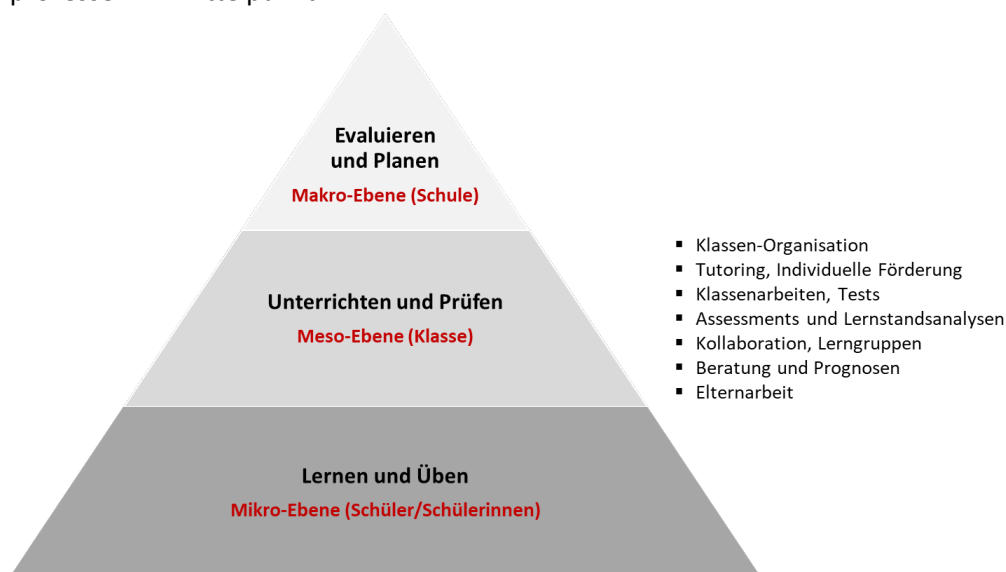 Evaluieren
und Planen
Makro-Ebene (Schule)
Unterrichten und Prüfen
Meso-Ebene (Klasse)
▪ Klassen-Organisation
▪ Tutoring, Individuelle Förderung
▪ Klassenarbeiten, Tests
▪ Assessments und Lernstandsanalysen
▪ Kollaboration, Lerngruppen
▪ Beratung und Prognosen
▪ Elternarbeit
Lernen und Üben
Mikro-Ebene (Schüler/Schülerinnen)